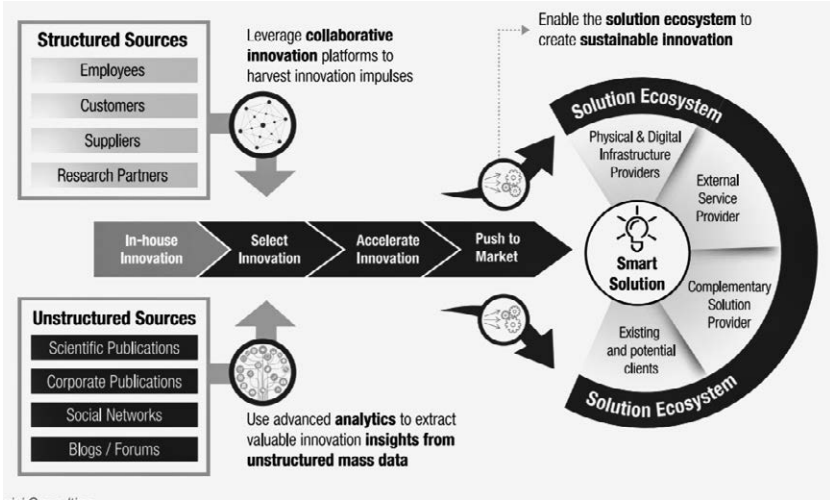 Structured Sources
Employees
Customers
Suppliers
Research Partners
Leverage collaborative
innovation platforms to
harvest innovation impulses
Enable the solution ecosystem to
create sustainable innovation
In-house
Innovation
Select
Innovation
Accelerate
Innovation
Push to
Market
Solution Ecosystem
Physical & Digital
Infrastructure
Providers
External
Service
Provider
Smart
Solution
Complementary
Solution
Provider
Existing
and potential
clients
Solution Ecosystem
Unstructured Sources
Scientific Publications
Corporate Publications
Social Networks
Blogs / Forums
Use advanced analytics to extract
valuable innovation insights from
unstructured mass data